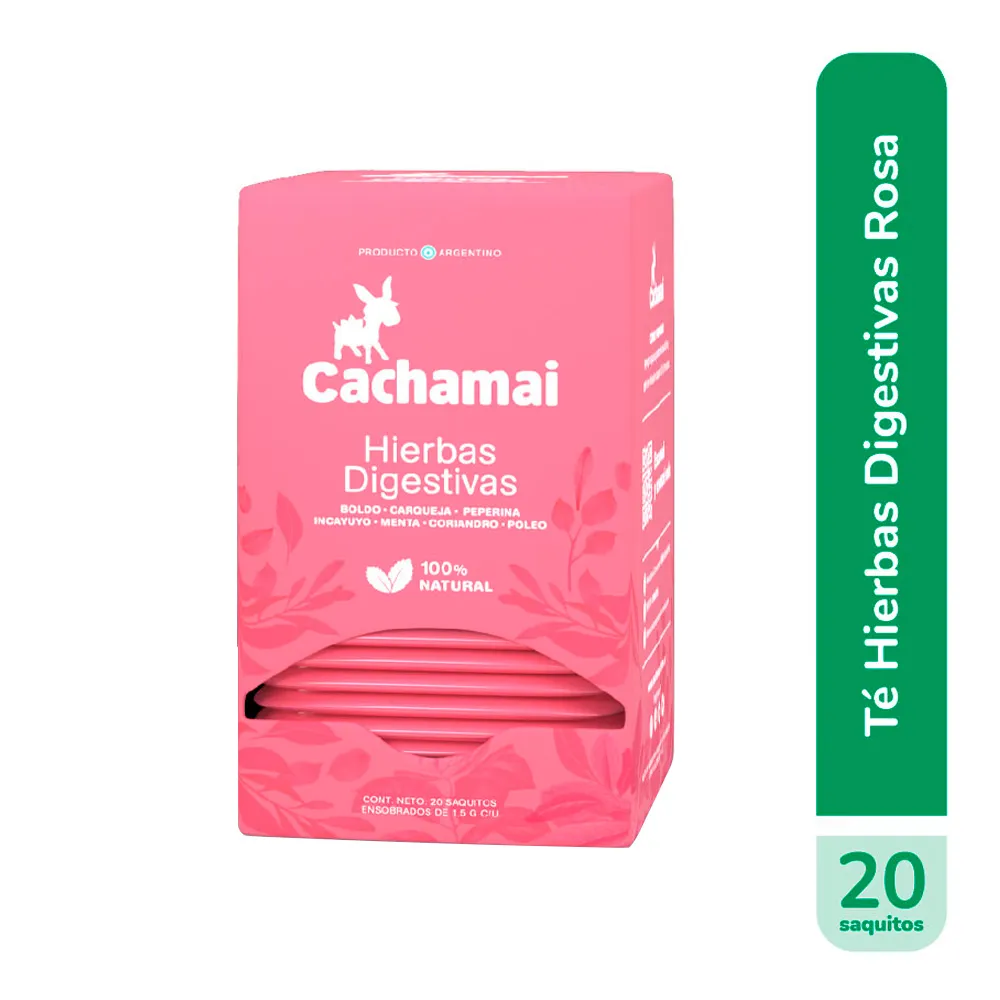 PRODUCTO ARGENTINO
Cachamai
Hierbas
Digestivas
BOLDO • CARQUEJA • PEPERINA
INCAYUYO • MENTA • CORIANDRO • POLEO
100%
NATURAL
CONT. NETO: 20 SAQUITOS
ENSOBRADOS DE 1.5 G C/U
Cachamai
Té Hierbas Digestivas Rosa
20
saquitos